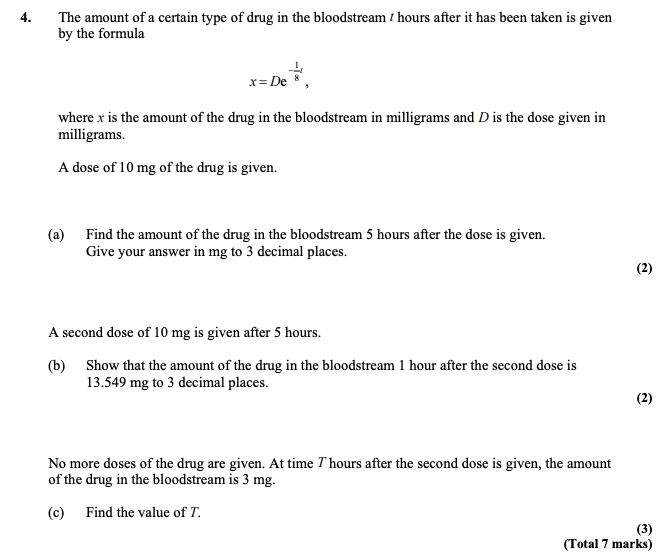 4. The amount of a certain type of drug in the bloodstream t hours after it has been taken is given
by the formula
x = De^{-\frac{1}{8}t},
where x is the amount of the drug in the bloodstream in milligrams and D is the dose given in
milligrams.
A dose of 10 mg of the drug is given.
(a) Find the amount of the drug in the bloodstream 5 hours after the dose is given.
Give your answer in mg to 3 decimal places.
(2)
A second dose of 10 mg is given after 5 hours.
(b) Show that the amount of the drug in the bloodstream 1 hour after the second dose is
13.549 mg to 3 decimal places.
(2)
No more doses of the drug are given. At time T hours after the second dose is given, the amount
of the drug in the bloodstream is 3 mg.
(c) Find the value of T.
(3)
(Total 7 marks)